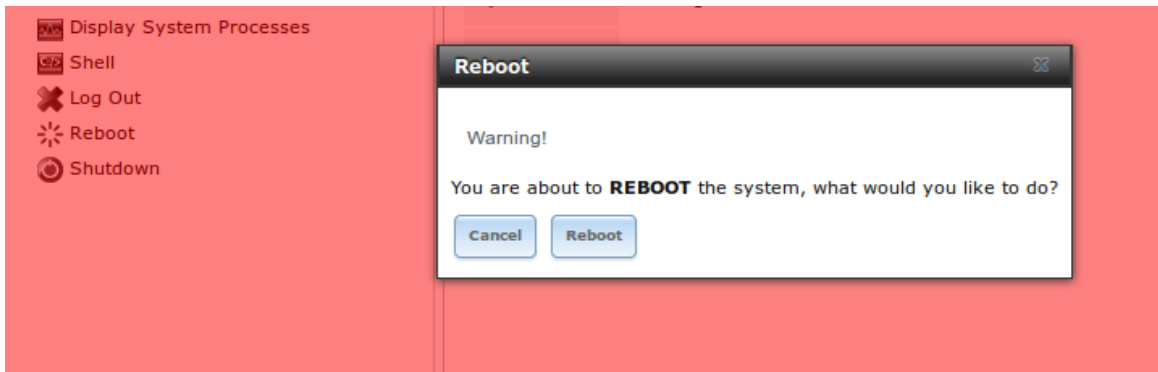 Display System Processes
Shell
Log Out
Reboot
Shutdown
Reboot
Warning!
You are about to REBOOT the system, what would you like to do?
Cancel Reboot